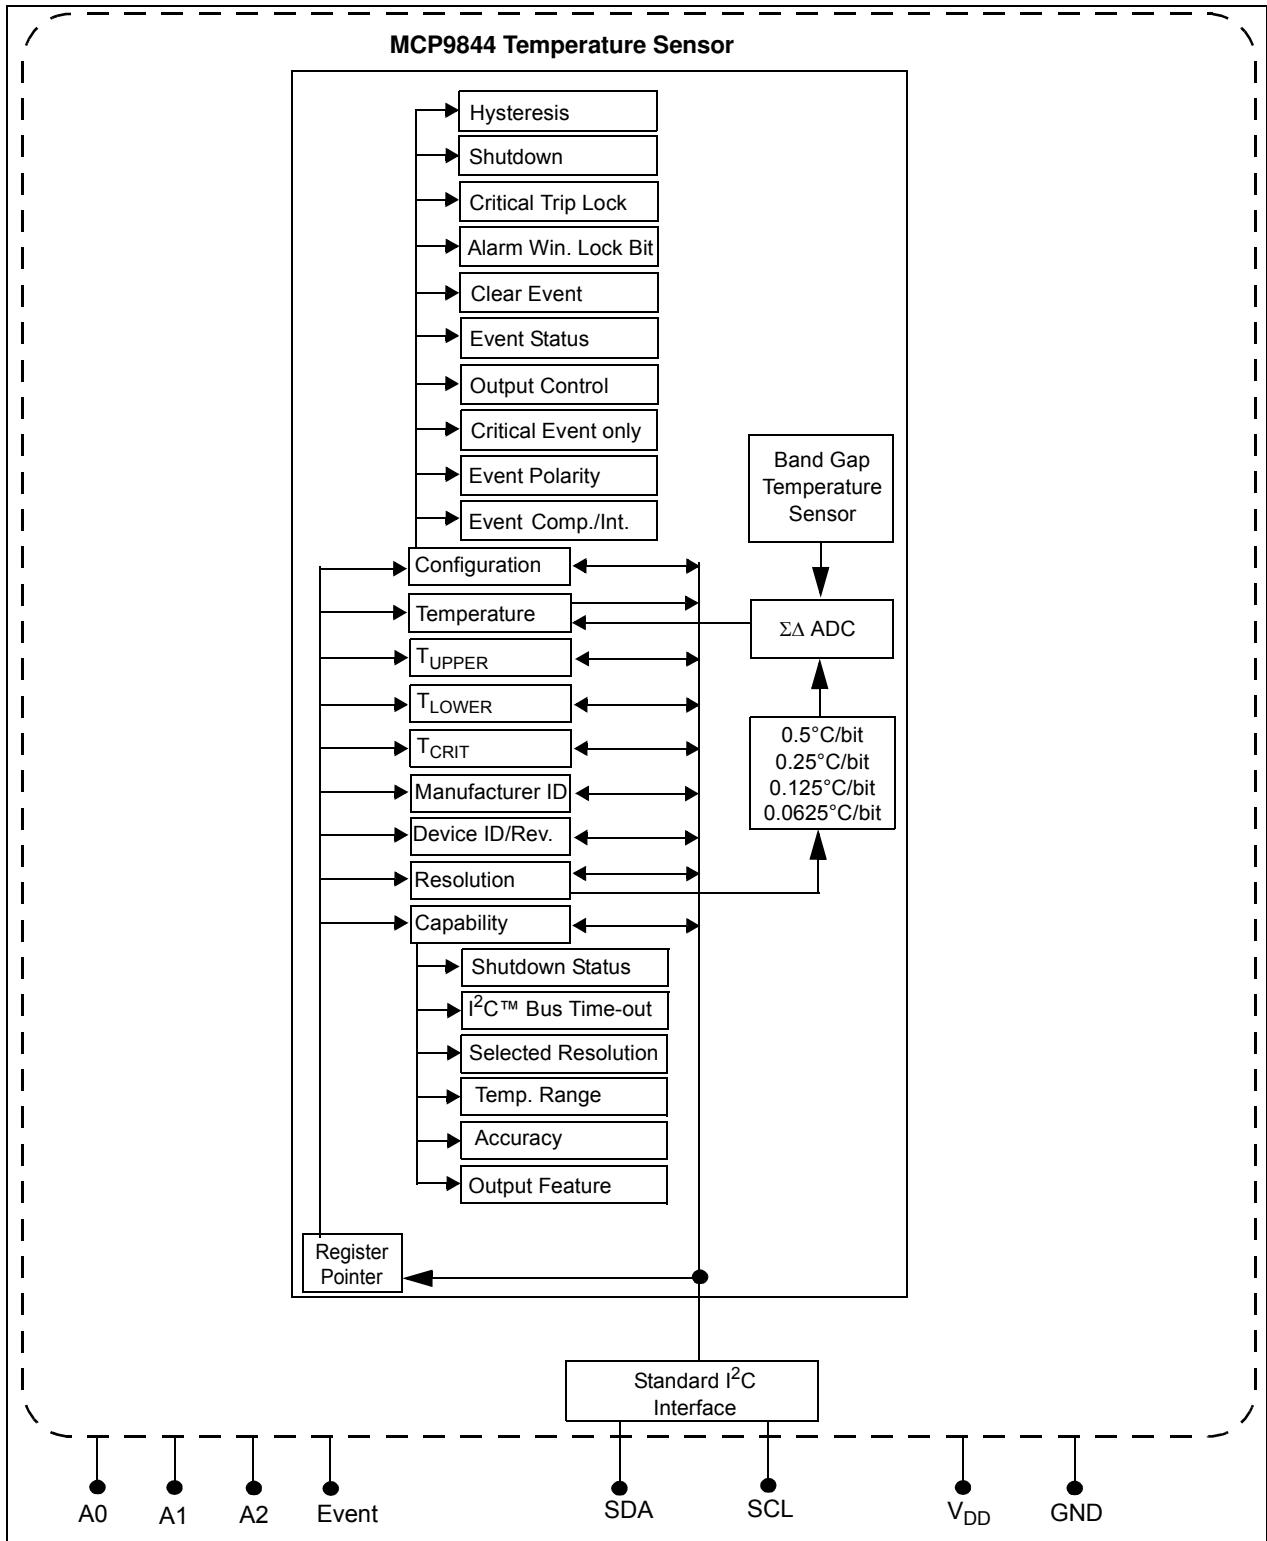 MCP9844 Temperature Sensor
Hysteresis
Shutdown
Critical Trip Lock
Alarm Win. Lock Bit
Clear Event
Event Status
Output Control
Critical Event only
Event Polarity
Event Comp./Int.
Configuration
Temperature
T_UPPER
T_LOWER
T_CRIT
Manufacturer ID
Device ID/Rev.
Resolution
Capability
Shutdown Status
I²C™ Bus Time-out
Selected Resolution
Temp. Range
Accuracy
Output Feature
Register
Pointer
Band Gap
Temperature
Sensor
ΣΔ ADC
0.5°C/bit
0.25°C/bit
0.125°C/bit
0.0625°C/bit
Standard I²C
Interface
A0
A1
A2
Event
SDA
SCL
V_DD
GND